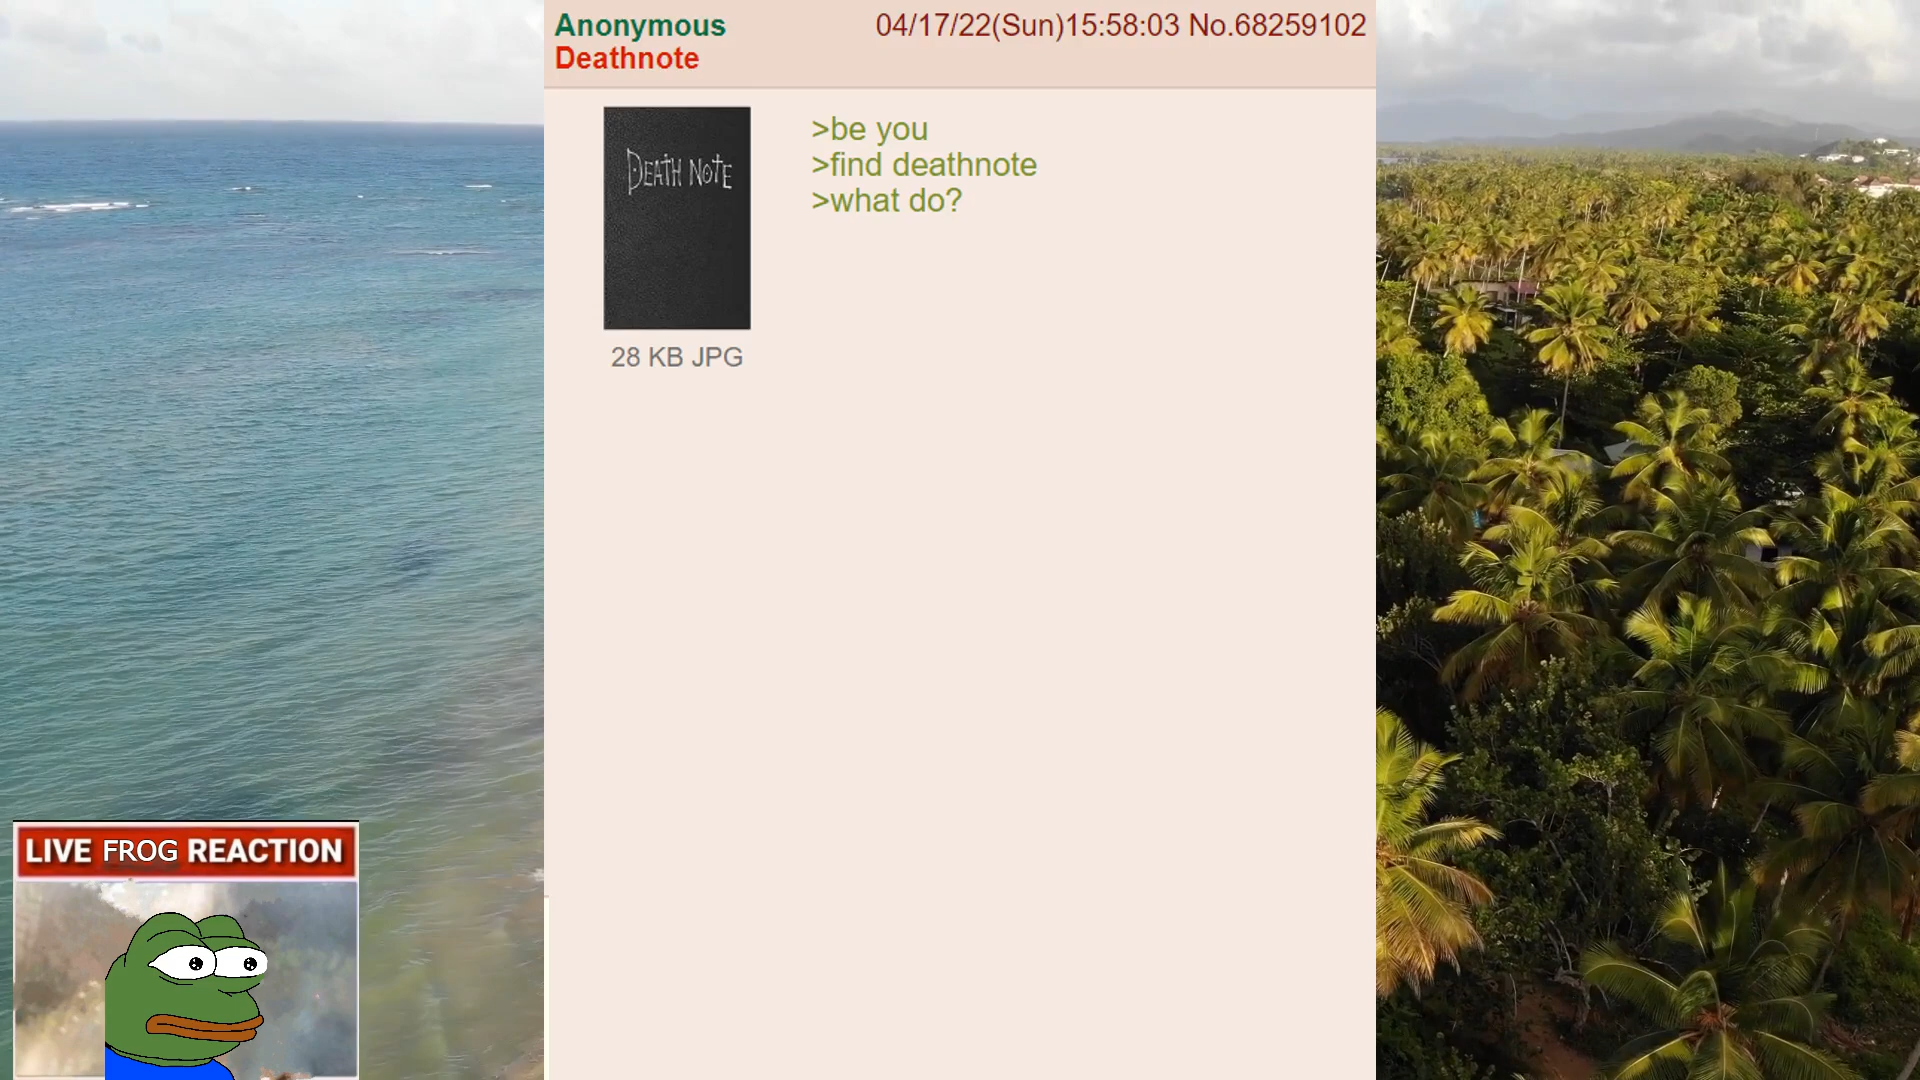 Anonymous 04/17/22(Sun)15:58:03 No.68259102
Deathnote
DEATH NOTE
28 KB JPG
>be you
>find deathnote
>what do?
LIVE FROG REACTION